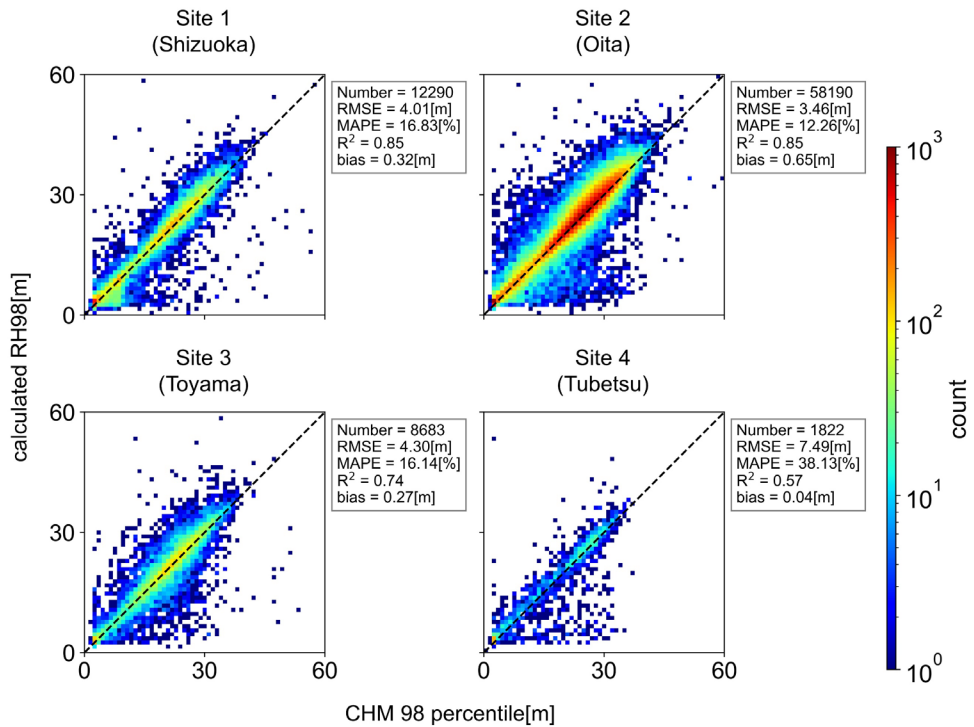 Site 1
(Shizuoka)
Site 2
(Oita)
60
30
0
Number = 12290
RMSE = 4.01[m]
MAPE = 16.83[%]
R² = 0.85
bias = 0.32[m]
Number = 58190
RMSE = 3.46[m]
MAPE = 12.26[%]
R² = 0.85
bias = 0.65[m]
Site 3
(Toyama)
Site 4
(Tubetsu)
60
30
0
0
30
60
Number = 8683
RMSE = 4.30[m]
MAPE = 16.14[%]
R² = 0.74
bias = 0.27[m]
0
30
60
Number = 1822
RMSE = 7.49[m]
MAPE = 38.13[%]
R² = 0.57
bias = 0.04[m]
calculated RH98[m]
CHM 98 percentile[m]
10³
10²
10¹
10⁰
count